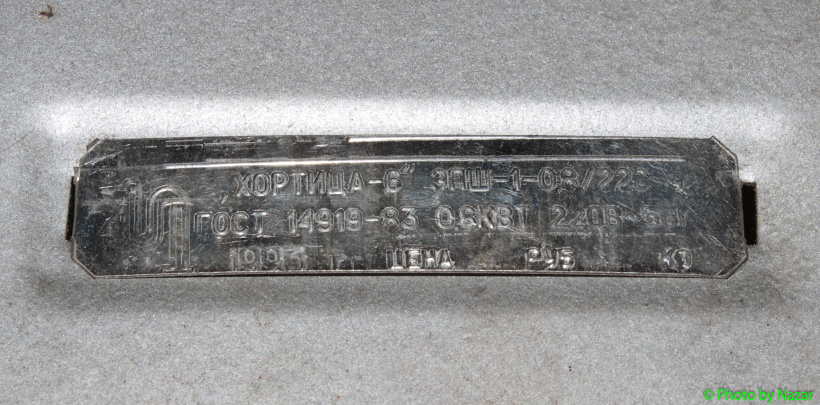 „ХОРТИЦА-6" ЭПШ-1-0.8/220
ГОСТ 14919-83 0.8КВТ 220В~
1993 г. ЦЕНА РУБ КО
© Photo by Nazar